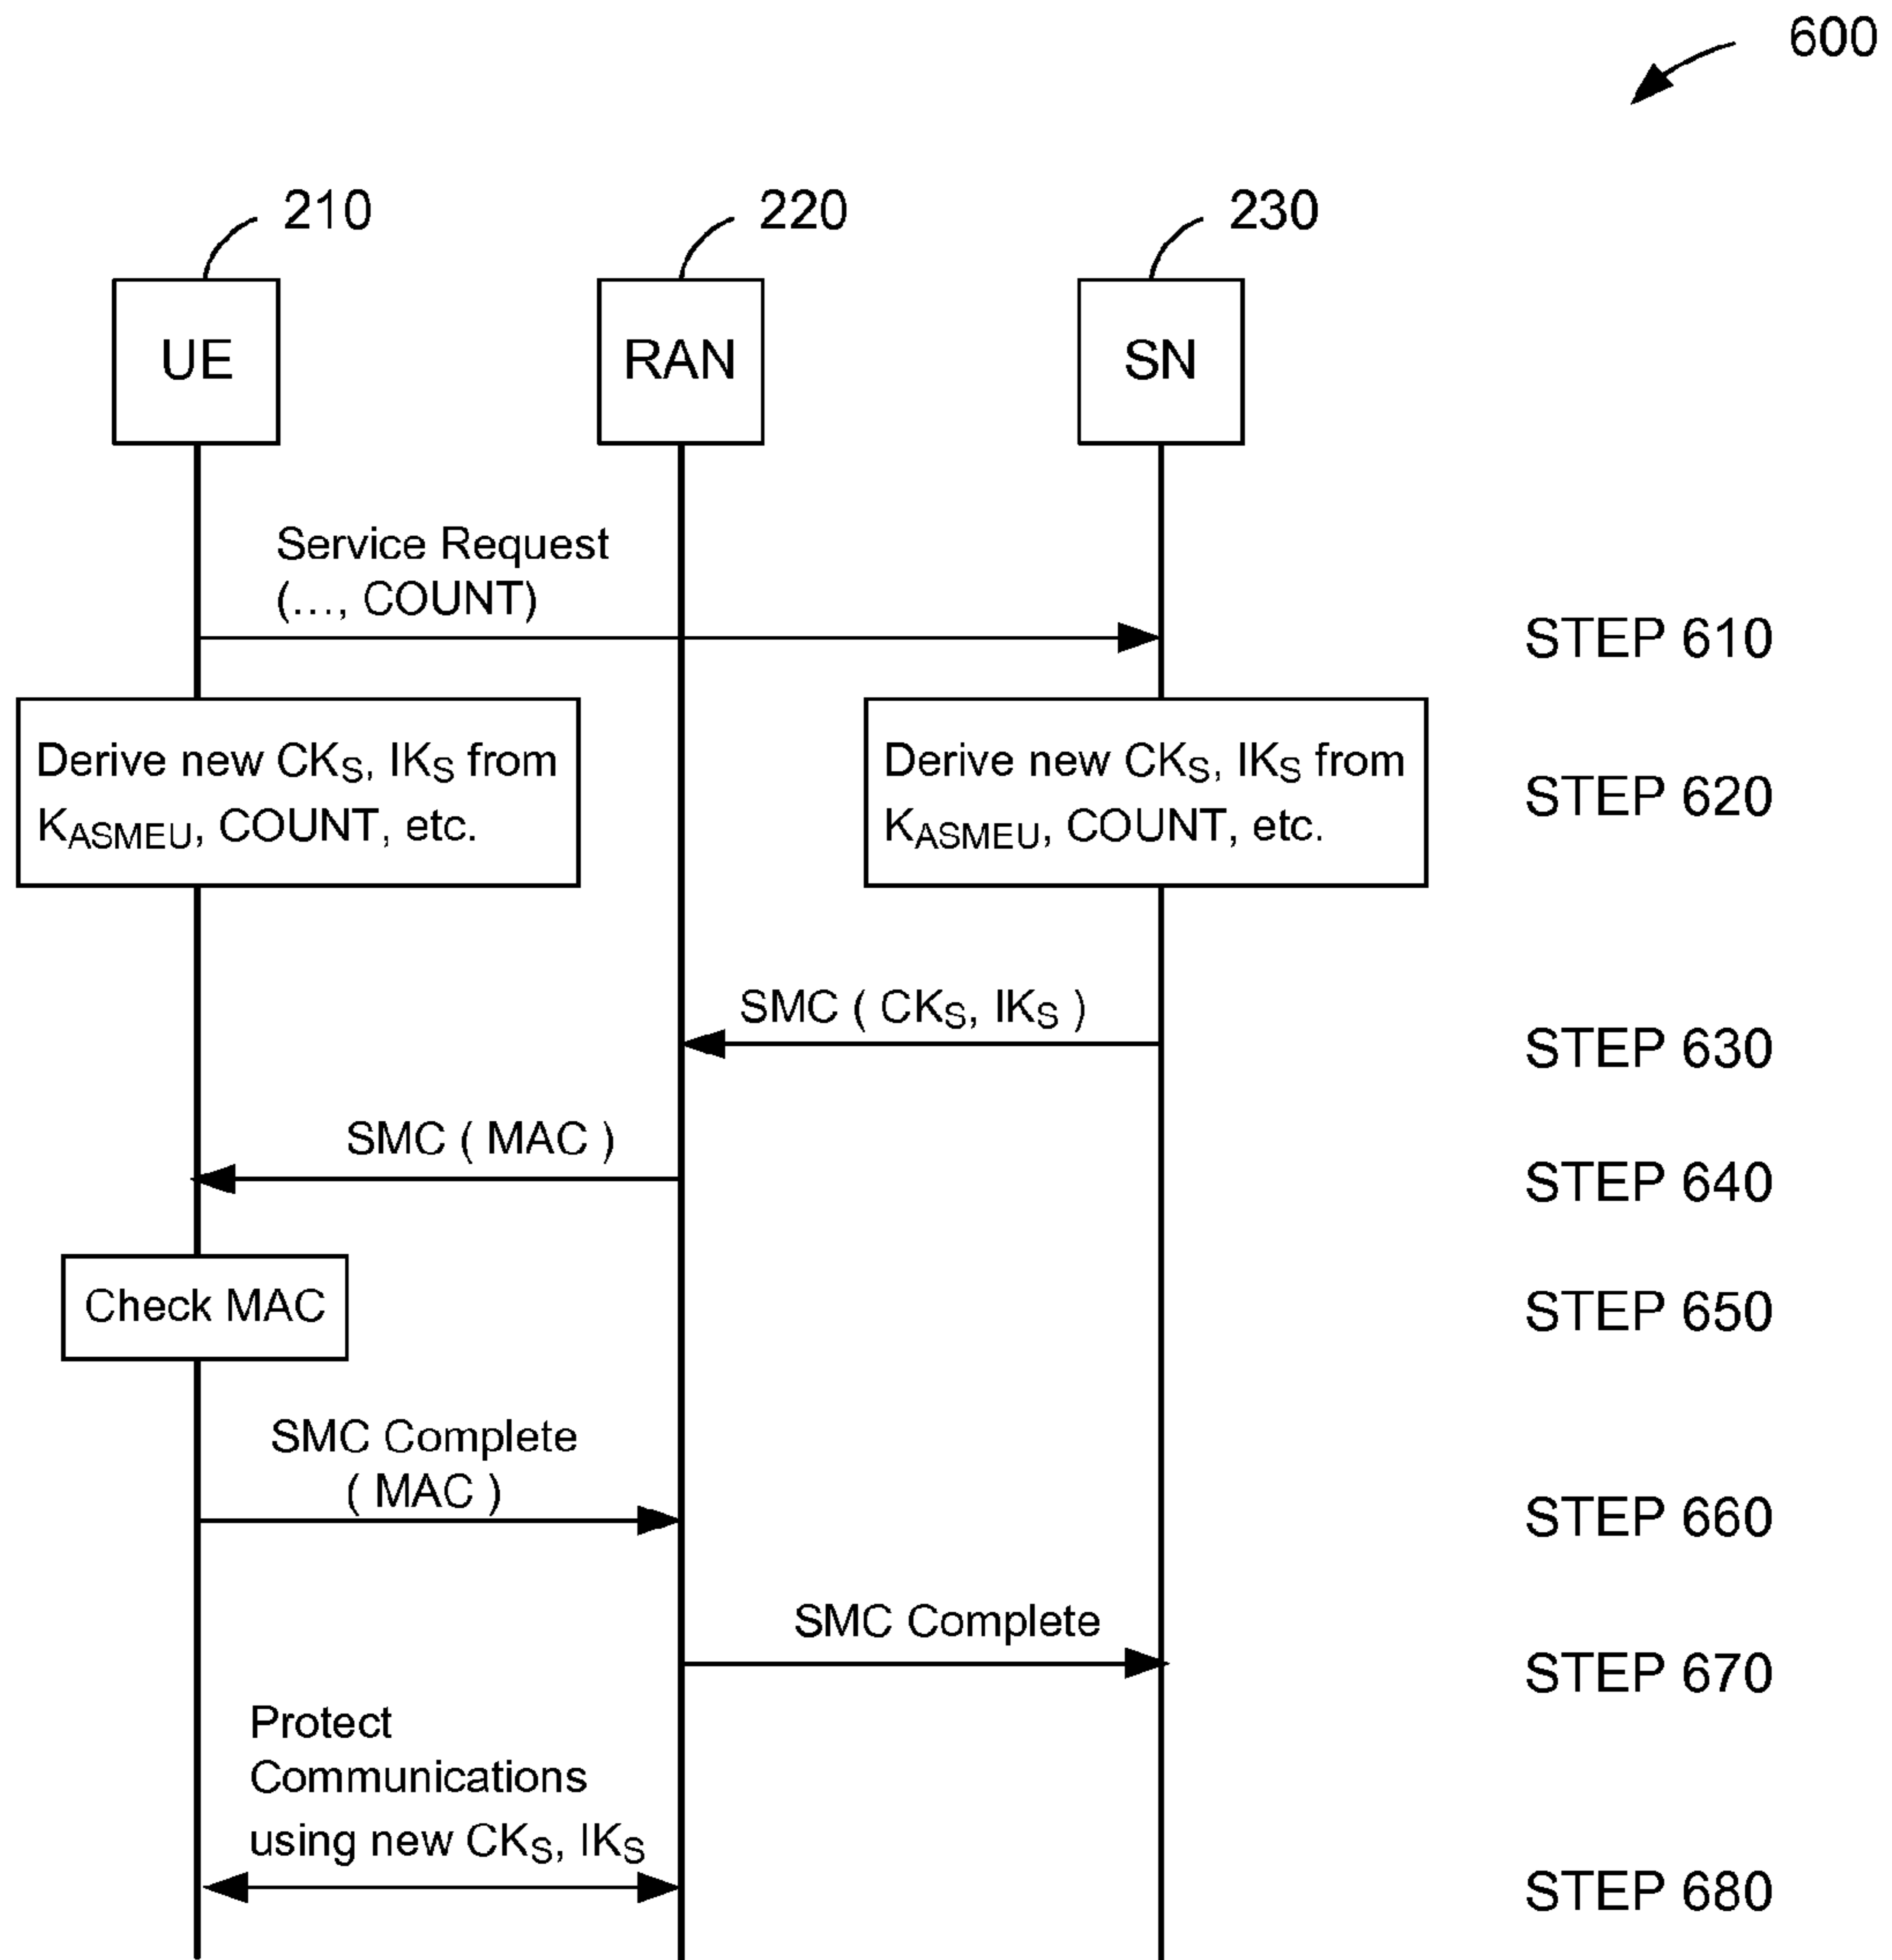 600
210
220
230
UE
RAN
SN
Service Request
(..., COUNT)
STEP 610
Derive new CKS, IKS from
KASMEU, COUNT, etc.
Derive new CKS, IKS from
KASMEU, COUNT, etc.
STEP 620
SMC ( CKS, IKS )
STEP 630
SMC ( MAC )
STEP 640
Check MAC
STEP 650
SMC Complete
( MAC )
STEP 660
SMC Complete
STEP 670
Protect
Communications
using new CKS, IKS
STEP 680